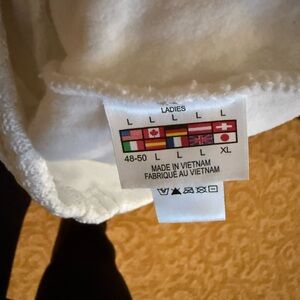 LADIES
L L L L L
48-50 L L L XL
MADE IN VIETNAM
FABRIQUÉ AU VIETNAM